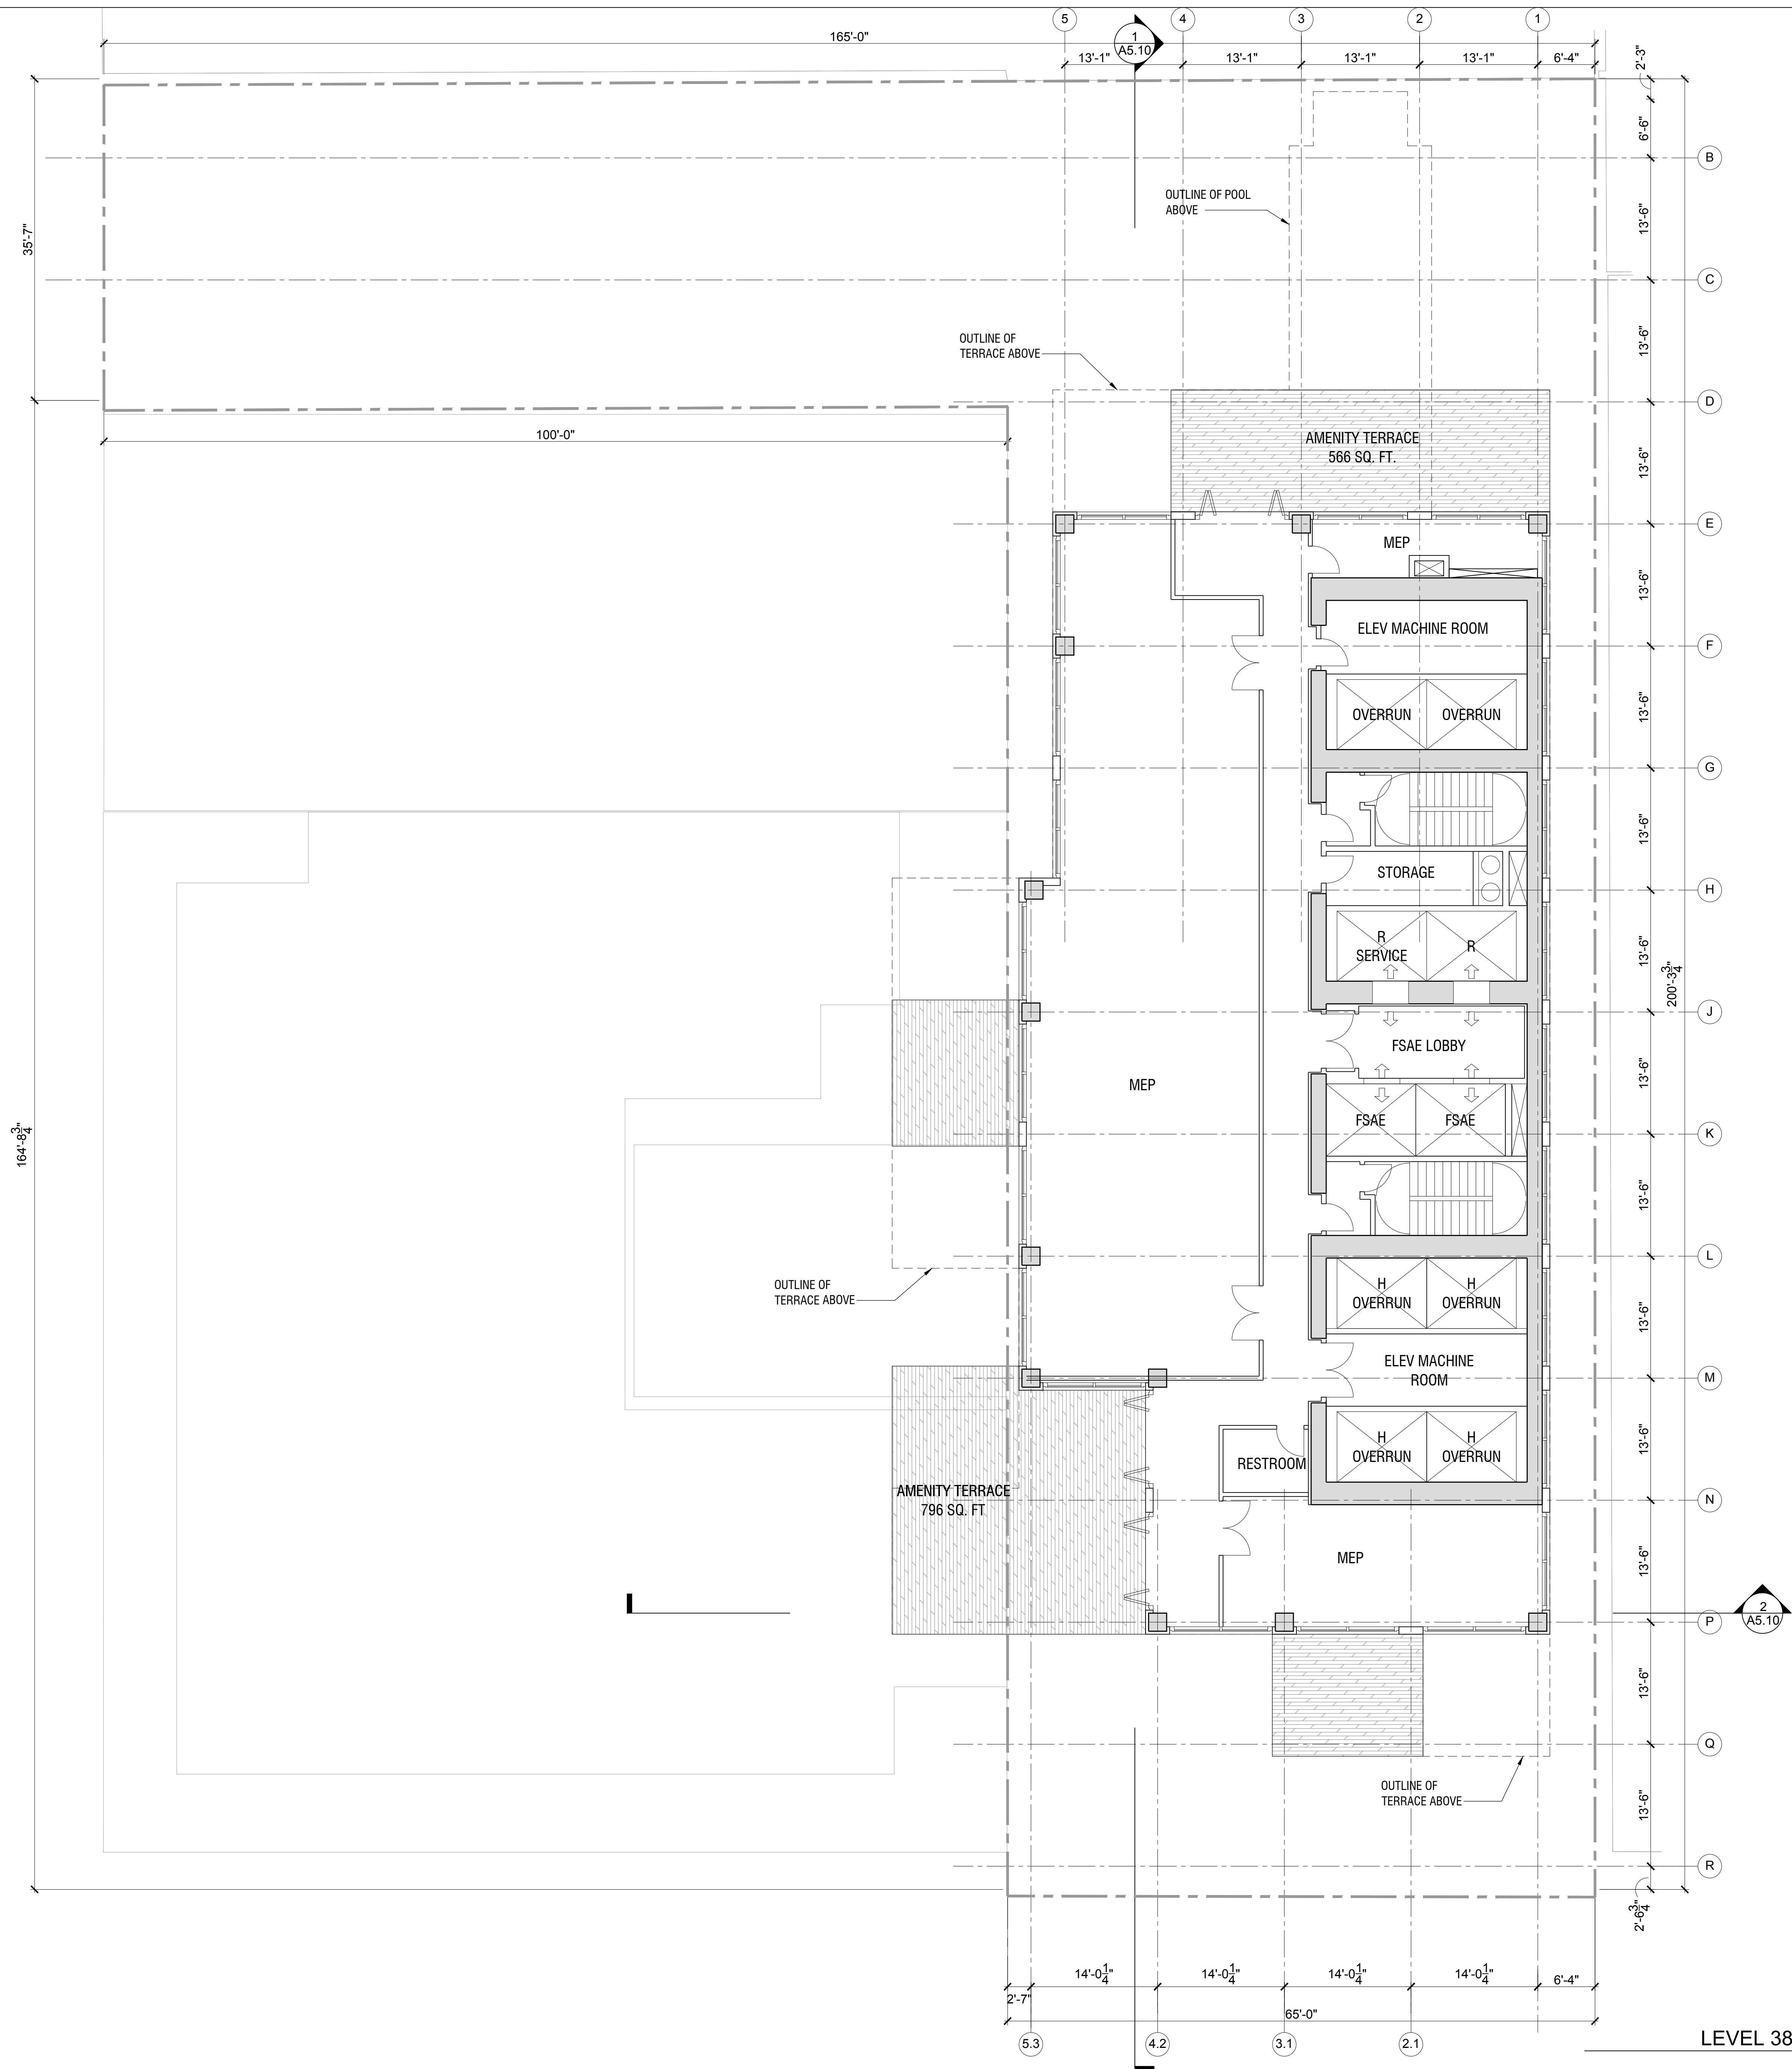 5
4
3
2
1
165'-0"
1
A5.10
13'-1"
13'-1"
13'-1"
13'-1"
6'-4"
2'-3"
6'-6"
B
35'-7"
OUTLINE OF POOL
ABOVE
13'-6"
C
OUTLINE OF
TERRACE ABOVE
13'-6"
D
100'-0"
AMENITY TERRACE
566 SQ. FT.
13'-6"
E
MEP
13'-6"
ELEV MACHINE ROOM
F
OVERRUN
OVERRUN
13'-6"
G
13'-6"
STORAGE
H
R
SERVICE
R
13'-6"
200'-3 3/4"
J
FSAE LOBBY
MEP
13'-6"
FSAE
FSAE
K
164'-8 3/4"
13'-6"
L
OUTLINE OF
TERRACE ABOVE
H
OVERRUN
H
OVERRUN
13'-6"
ELEV MACHINE
ROOM
M
H
OVERRUN
H
OVERRUN
13'-6"
RESTROOM
AMENITY TERRACE
796 SQ. FT
N
MEP
13'-6"
2
A5.10
P
13'-6"
Q
OUTLINE OF
TERRACE ABOVE
13'-6"
R
2'-6 3/4"
14'-0 1/4"
14'-0 1/4"
14'-0 1/4"
14'-0 1/4"
6'-4"
2'-7"
65'-0"
5.3
4.2
3.1
2.1
LEVEL 38